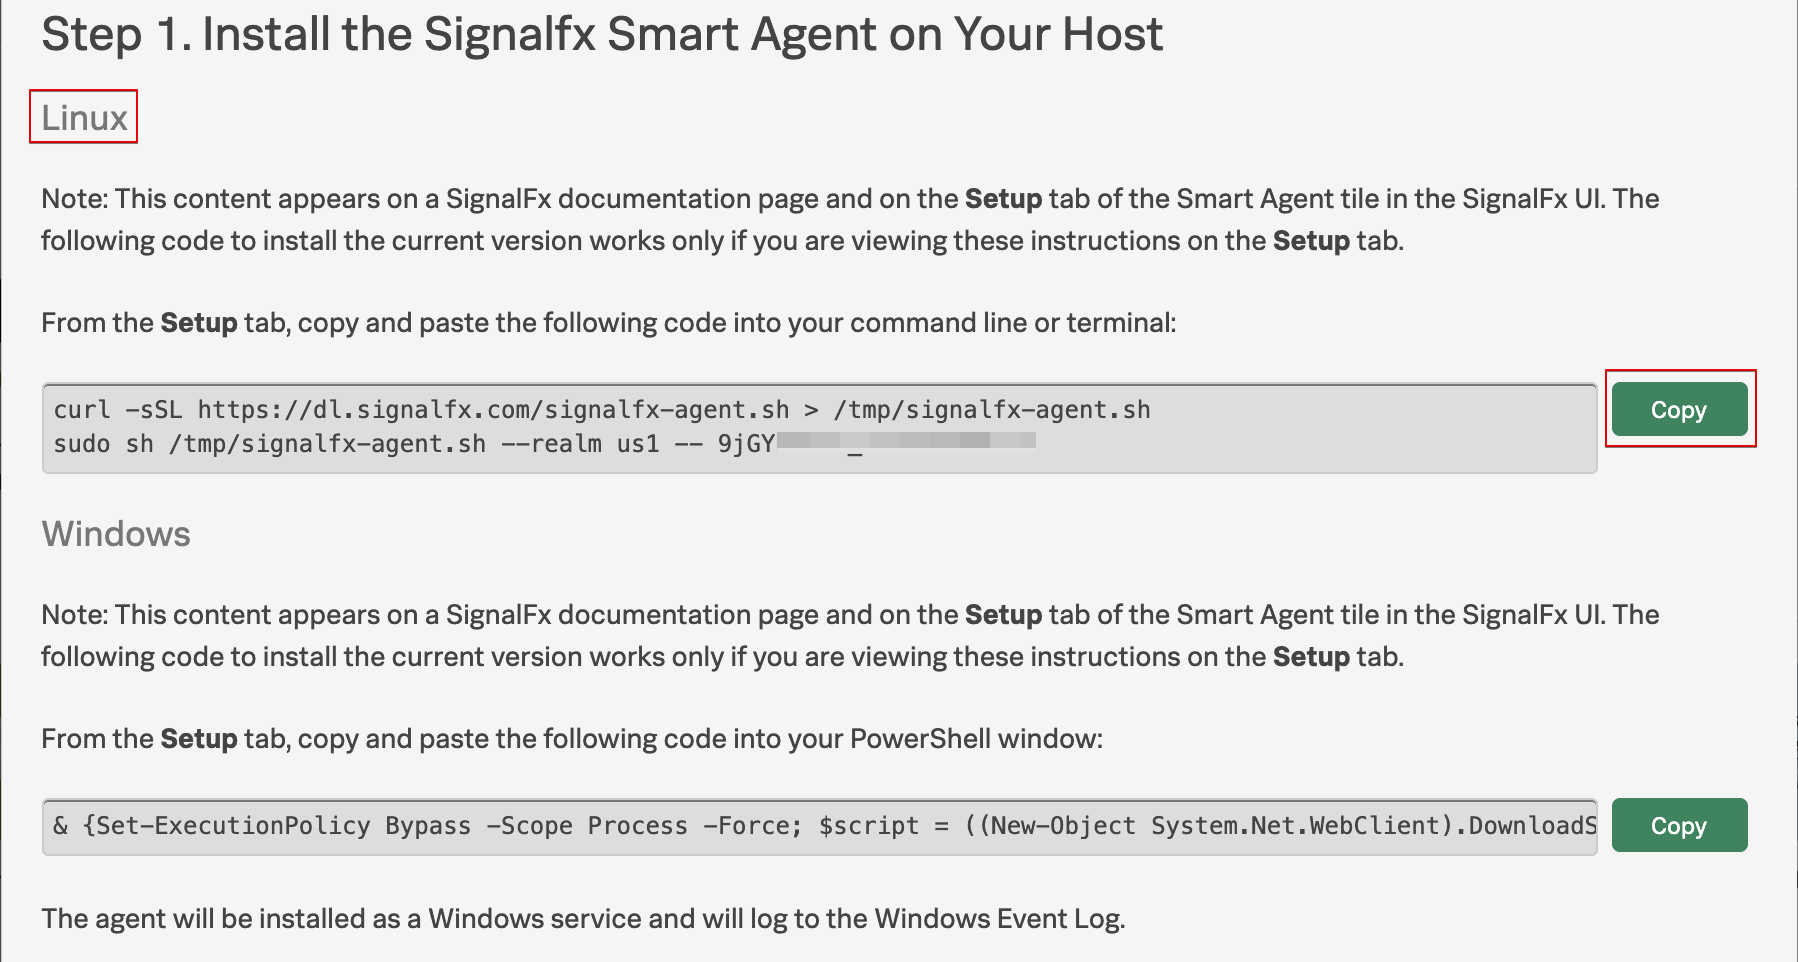 Step 1. Install the Signalfx Smart Agent on Your Host
Linux
Note: This content appears on a SignalFx documentation page and on the Setup tab of the Smart Agent tile in the SignalFx UI. The
following code to install the current version works only if you are viewing these instructions on the Setup tab.
From the Setup tab, copy and paste the following code into your command line or terminal:
curl -sSL https://dl.signalfx.com/signalfx-agent.sh > /tmp/signalfx-agent.sh
sudo sh /tmp/signalfx-agent.sh --realm us1 -- 9jGY
Copy
Windows
Note: This content appears on a SignalFx documentation page and on the Setup tab of the Smart Agent tile in the SignalFx UI. The
following code to install the current version works only if you are viewing these instructions on the Setup tab.
From the Setup tab, copy and paste the following code into your PowerShell window:
& {Set-ExecutionPolicy Bypass -Scope Process -Force; $script = ((New-Object System.Net.WebClient).DownloadS
Copy
The agent will be installed as a Windows service and will log to the Windows Event Log.